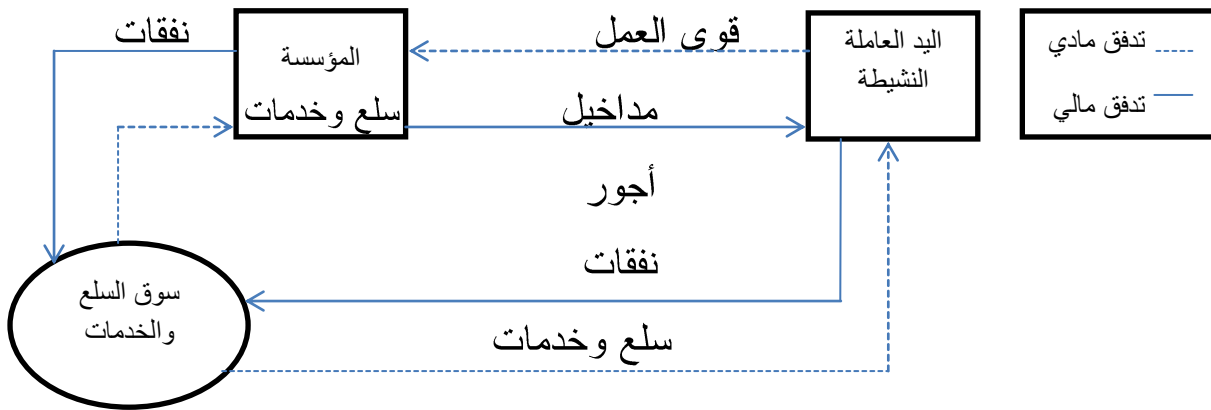 نفقات
قوى العمل
اليد العاملة
النشيطة
تدفق مادي
تدفق مالي
المؤسسة
سلع وخدمات
مداخيل
أجور
نفقات
سوق السلع
والخدمات
سلع وخدمات